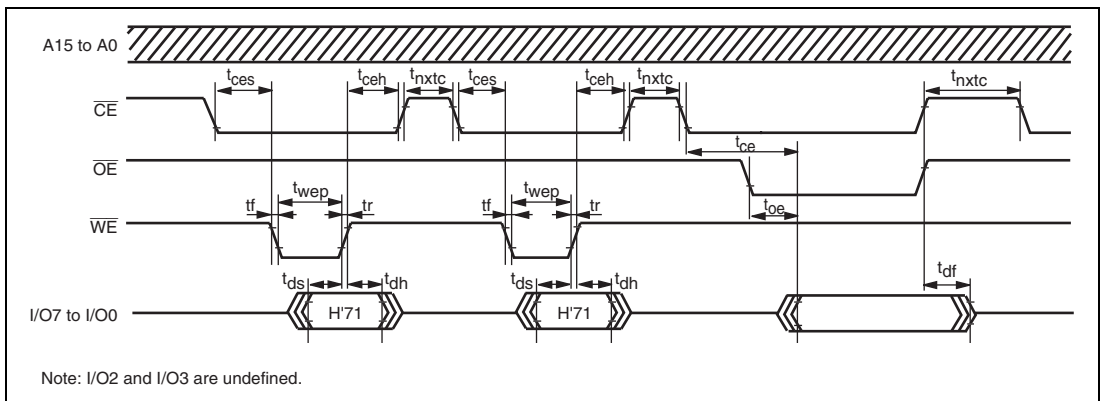 A15 to A0
tces tceh tnxtc tces tceh tnxtc tnxtc
CE
tce
OE
twep twep toe
tf tr tf tr
WE
tds tdh tds tdh tdf
I/O7 to I/O0 H'71 H'71
Note: I/O2 and I/O3 are undefined.